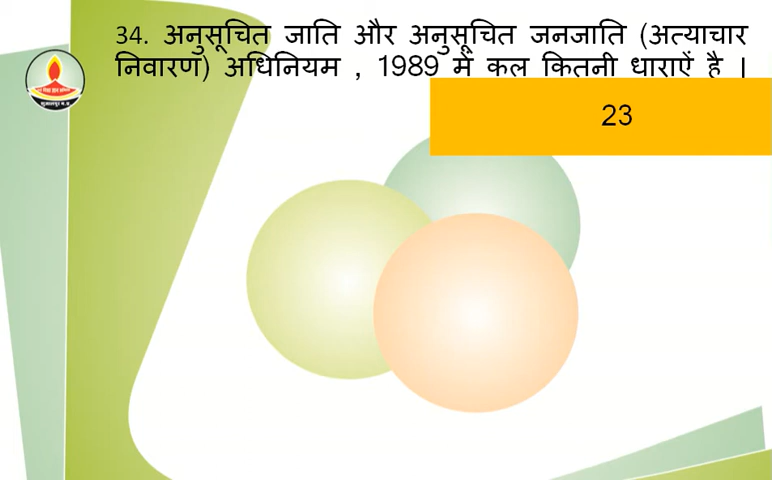 34. अनुसूचित जाति और अनुसूचित जनजाति (अत्याचार
निवारण) अधिनियम , 1989 में कुल कितनी धाराऐं है ।
23